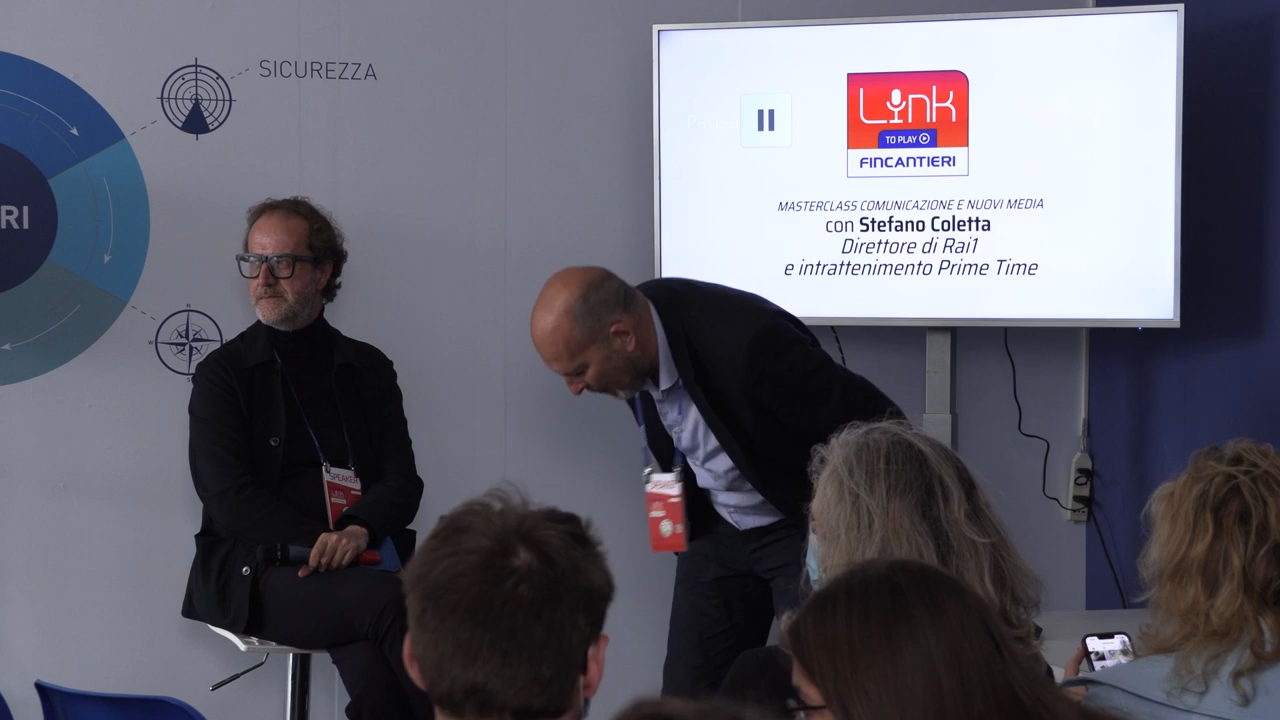 SICUREZZA
RI
Link
TO PLAY
FINCANTIERI
MASTERCLASS COMUNICAZIONE E NUOVI MEDIA
con Stefano Coletta
Direttore di Rai1
e intrattenimento Prime Time
SPEAKER